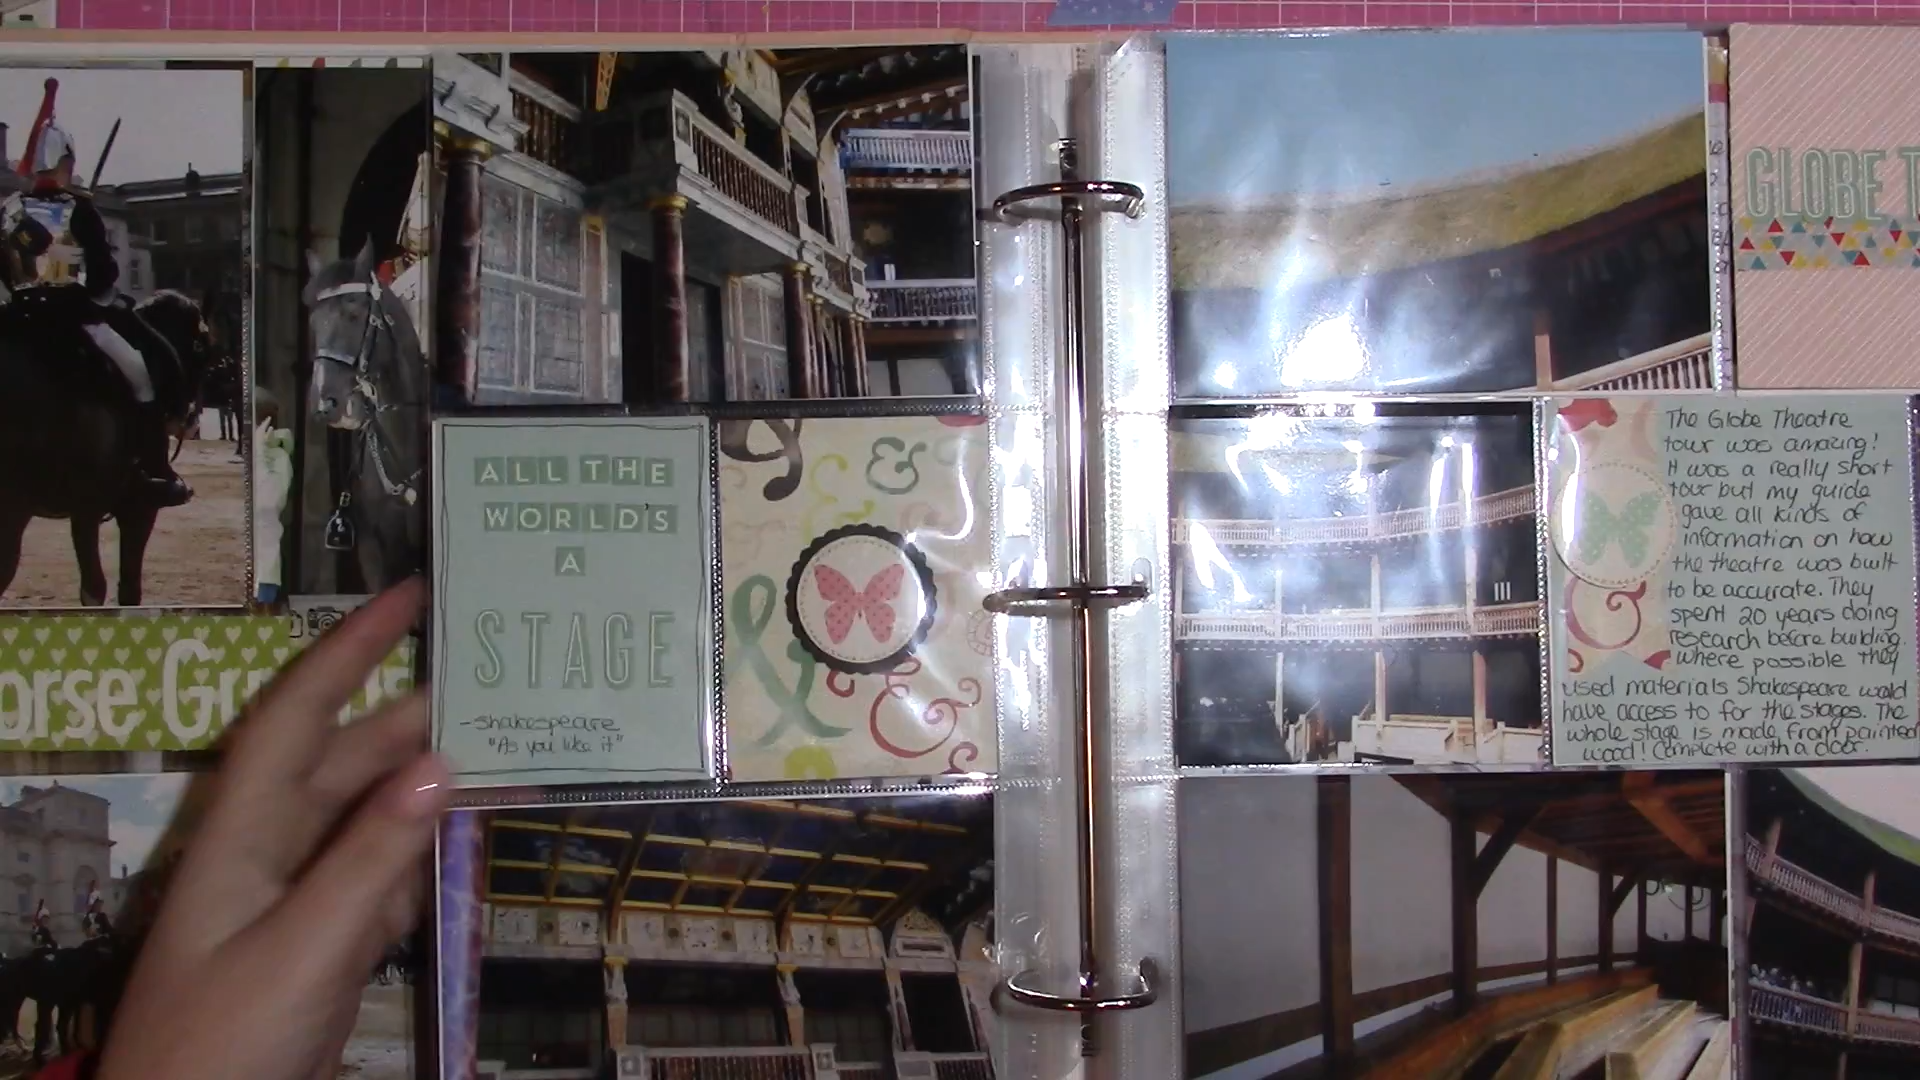 GLOBE T
ALL THE
WORLD'S
A
STAGE
-Shakespeare
"As you like it"
The Globe Theatre
tour was amazing!
It was a really short
tour but my guide
gave all kinds of
information on how
the theatre was built
to be accurate. They
spent 20 years doing
research before building.
where possible they
used materials Shakespeare would
have access to for the stages. The
whole stage is made from painted
wood! Complete with a door.
orse Gu
III